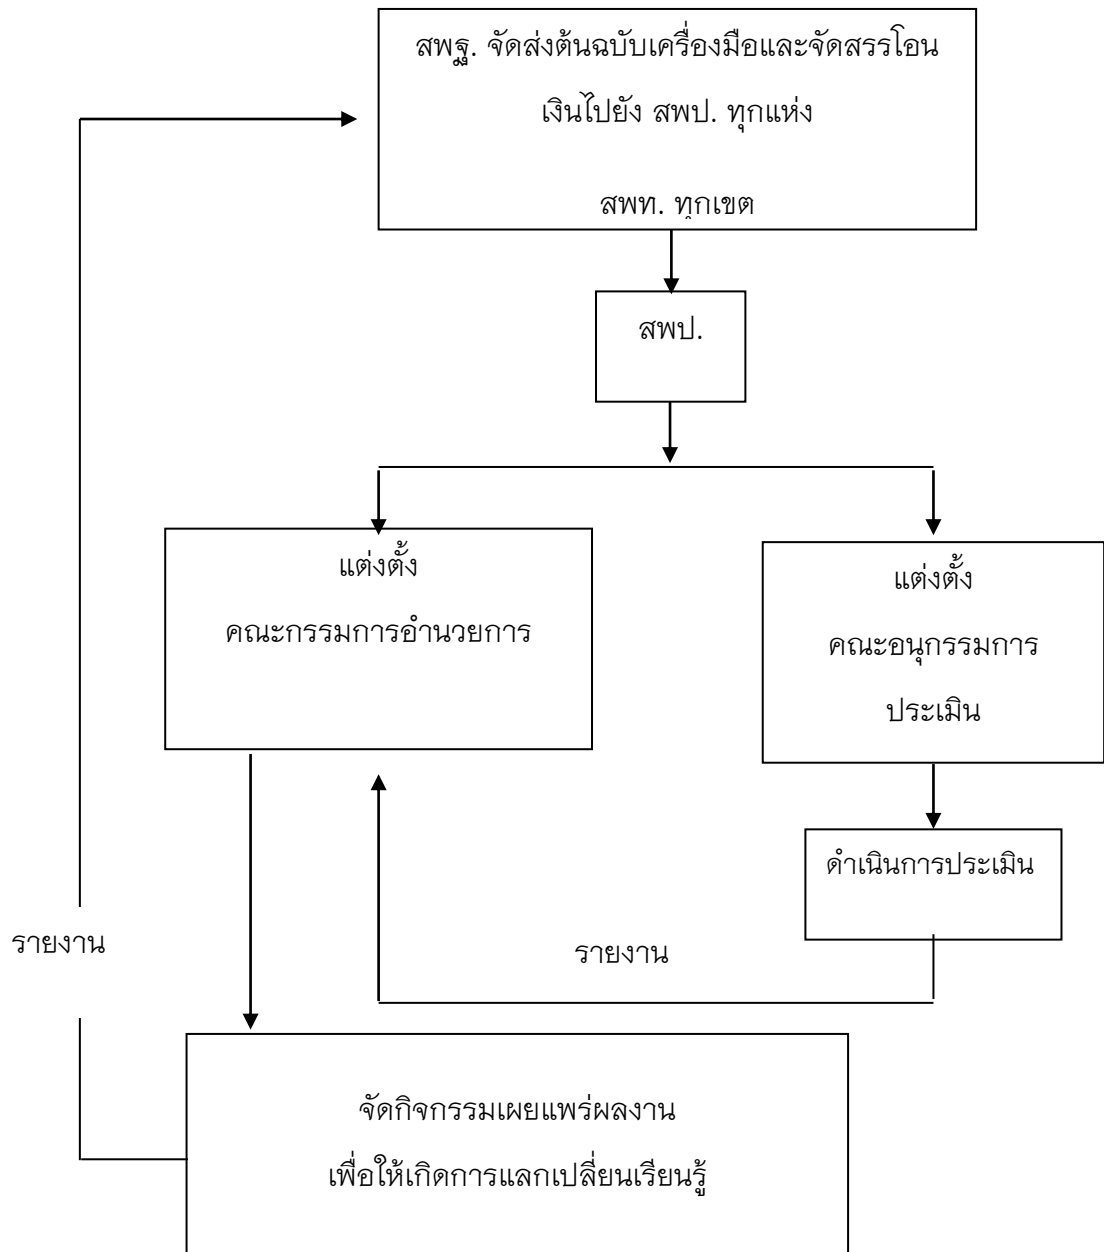 สพฐ. จัดส่งต้นฉบับเครื่องมือและจัดสรรโอน
เงินไปยัง สพป. ทุกแห่ง
สพท. ทุกเขต
สพป.
แต่งตั้ง
คณะกรรมการอำนวยการ
แต่งตั้ง
คณะอนุกรรมการ
ประเมิน
ดำเนินการประเมิน
รายงาน
รายงาน
จัดกิจกรรมเผยแพร่ผลงาน
เพื่อให้เกิดการแลกเปลี่ยนเรียนรู้